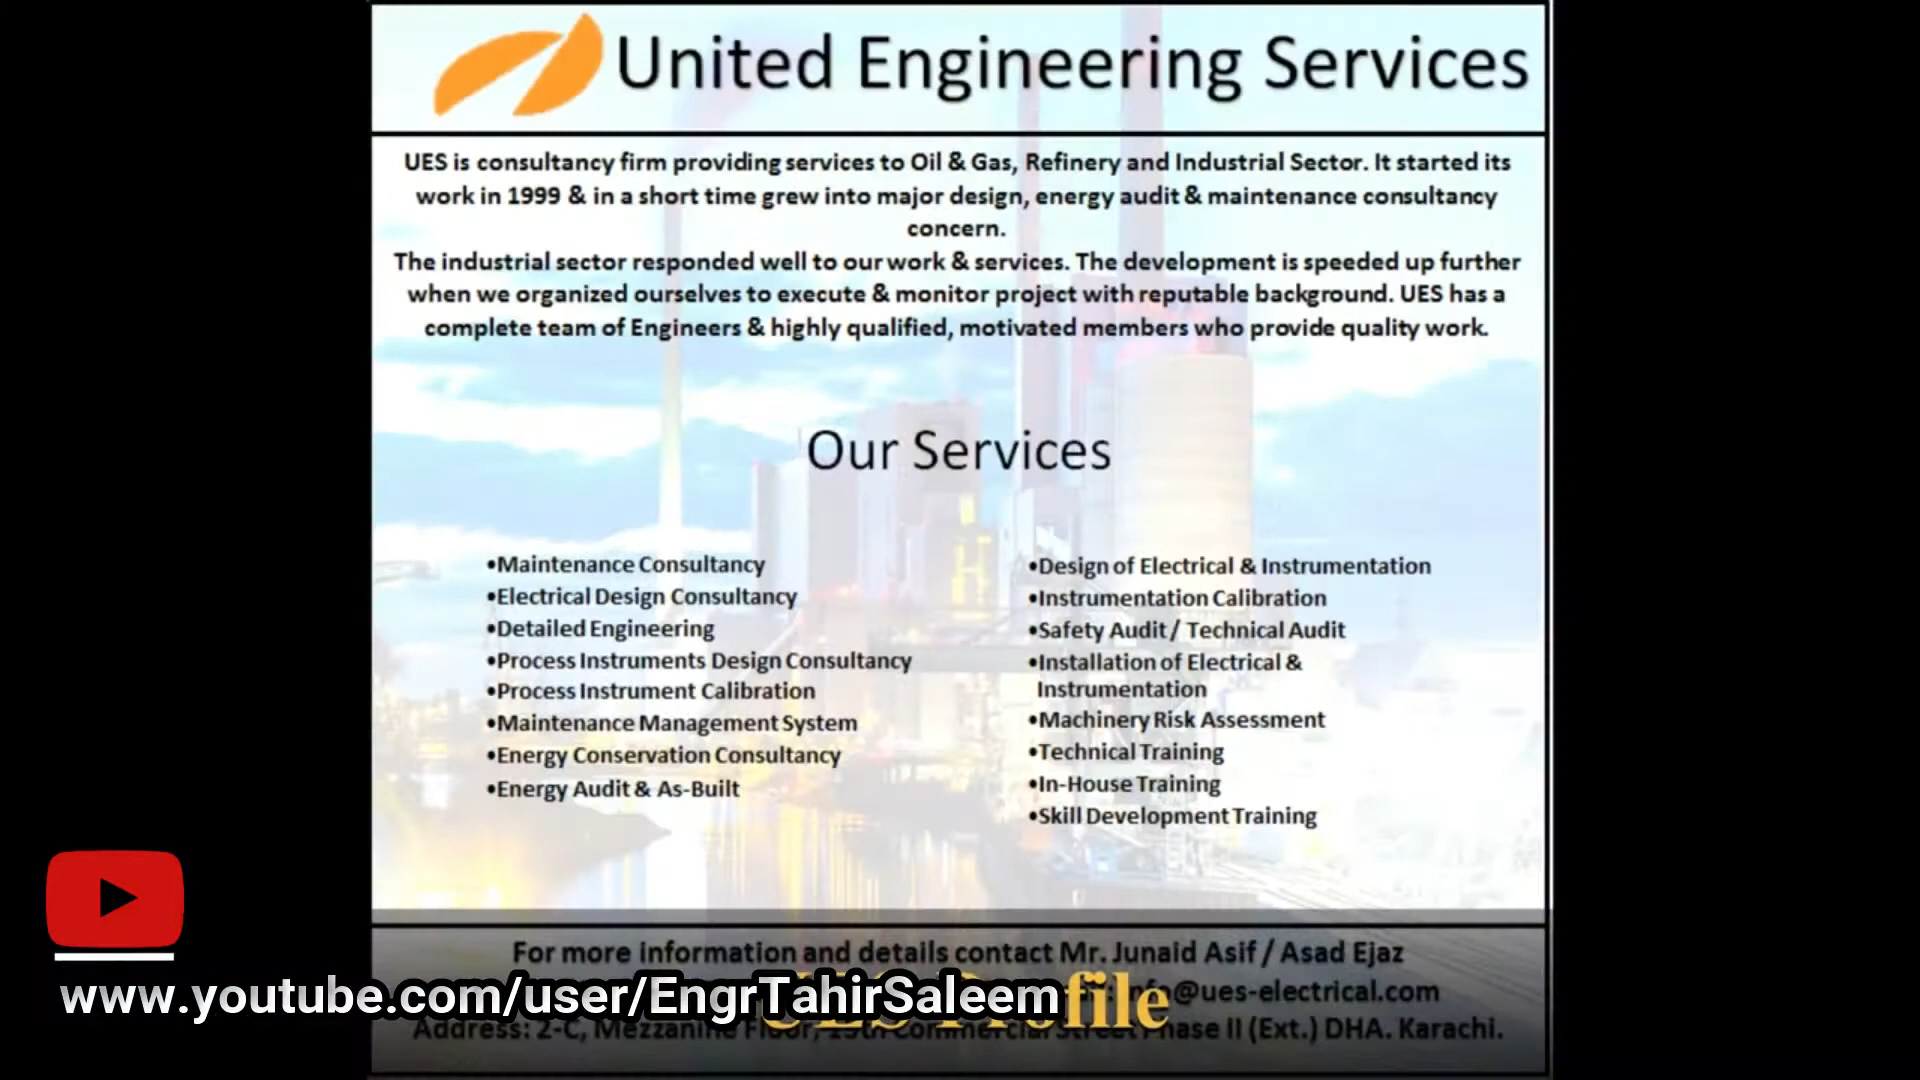 United Engineering Services
UES is consultancy firm providing services to Oil & Gas, Refinery and Industrial Sector. It started its
work in 1999 & in a short time grew into major design, energy audit & maintenance consultancy
concern.
The industrial sector responded well to our work & services. The development is speeded up further
when we organized ourselves to execute & monitor project with reputable background. UES has a
complete team of Engineers & highly qualified, motivated members who provide quality work.
Our Services
•Maintenance Consultancy
•Electrical Design Consultancy
•Detailed Engineering
•Process Instruments Design Consultancy
•Process Instrument Calibration
•Maintenance Management System
•Energy Conservation Consultancy
•Energy Audit & As-Built
•Design of Electrical & Instrumentation
•Instrumentation Calibration
•Safety Audit / Technical Audit
•Installation of Electrical &
Instrumentation
•Machinery Risk Assessment
•Technical Training
•In-House Training
•Skill Development Training
For more information and details contact Mr. Junaid Asif / Asad Ejaz
@ues-electrical.com
www.youtube.com/user/EngrTahirSaleem
UES Profile
Address: 2-C, Mezzanine Floor, 13th Commercial Street Phase II (Ext.) DHA. Karachi.